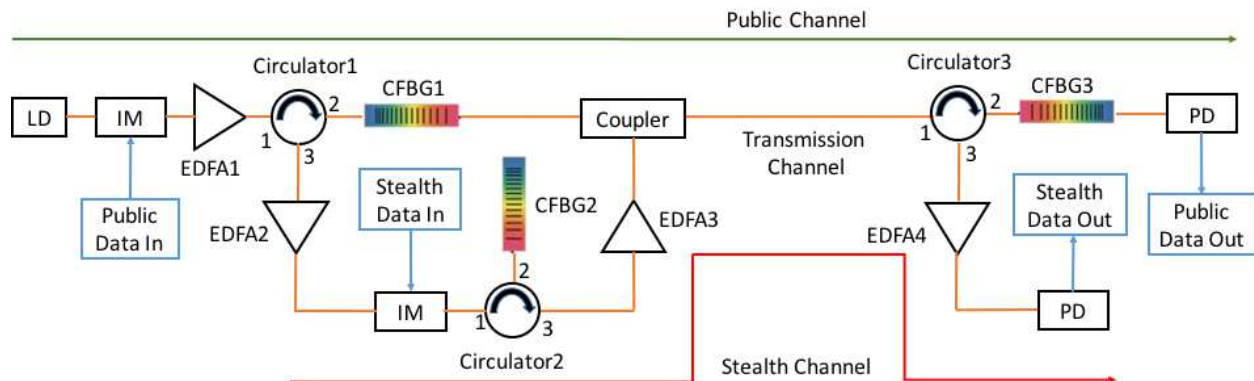 Public Channel
Circulator1
Circulator3
CFBG1
CFBG3
LD
IM
2
Coupler
2
PD
1
3
1
3
EDFA1
Transmission
Channel
Stealth
Data In
CFBG2
Stealth
Data Out
Public
Data In
EDFA2
EDFA3
EDFA4
Public
Data Out
2
IM
1
3
PD
Circulator2
Stealth Channel